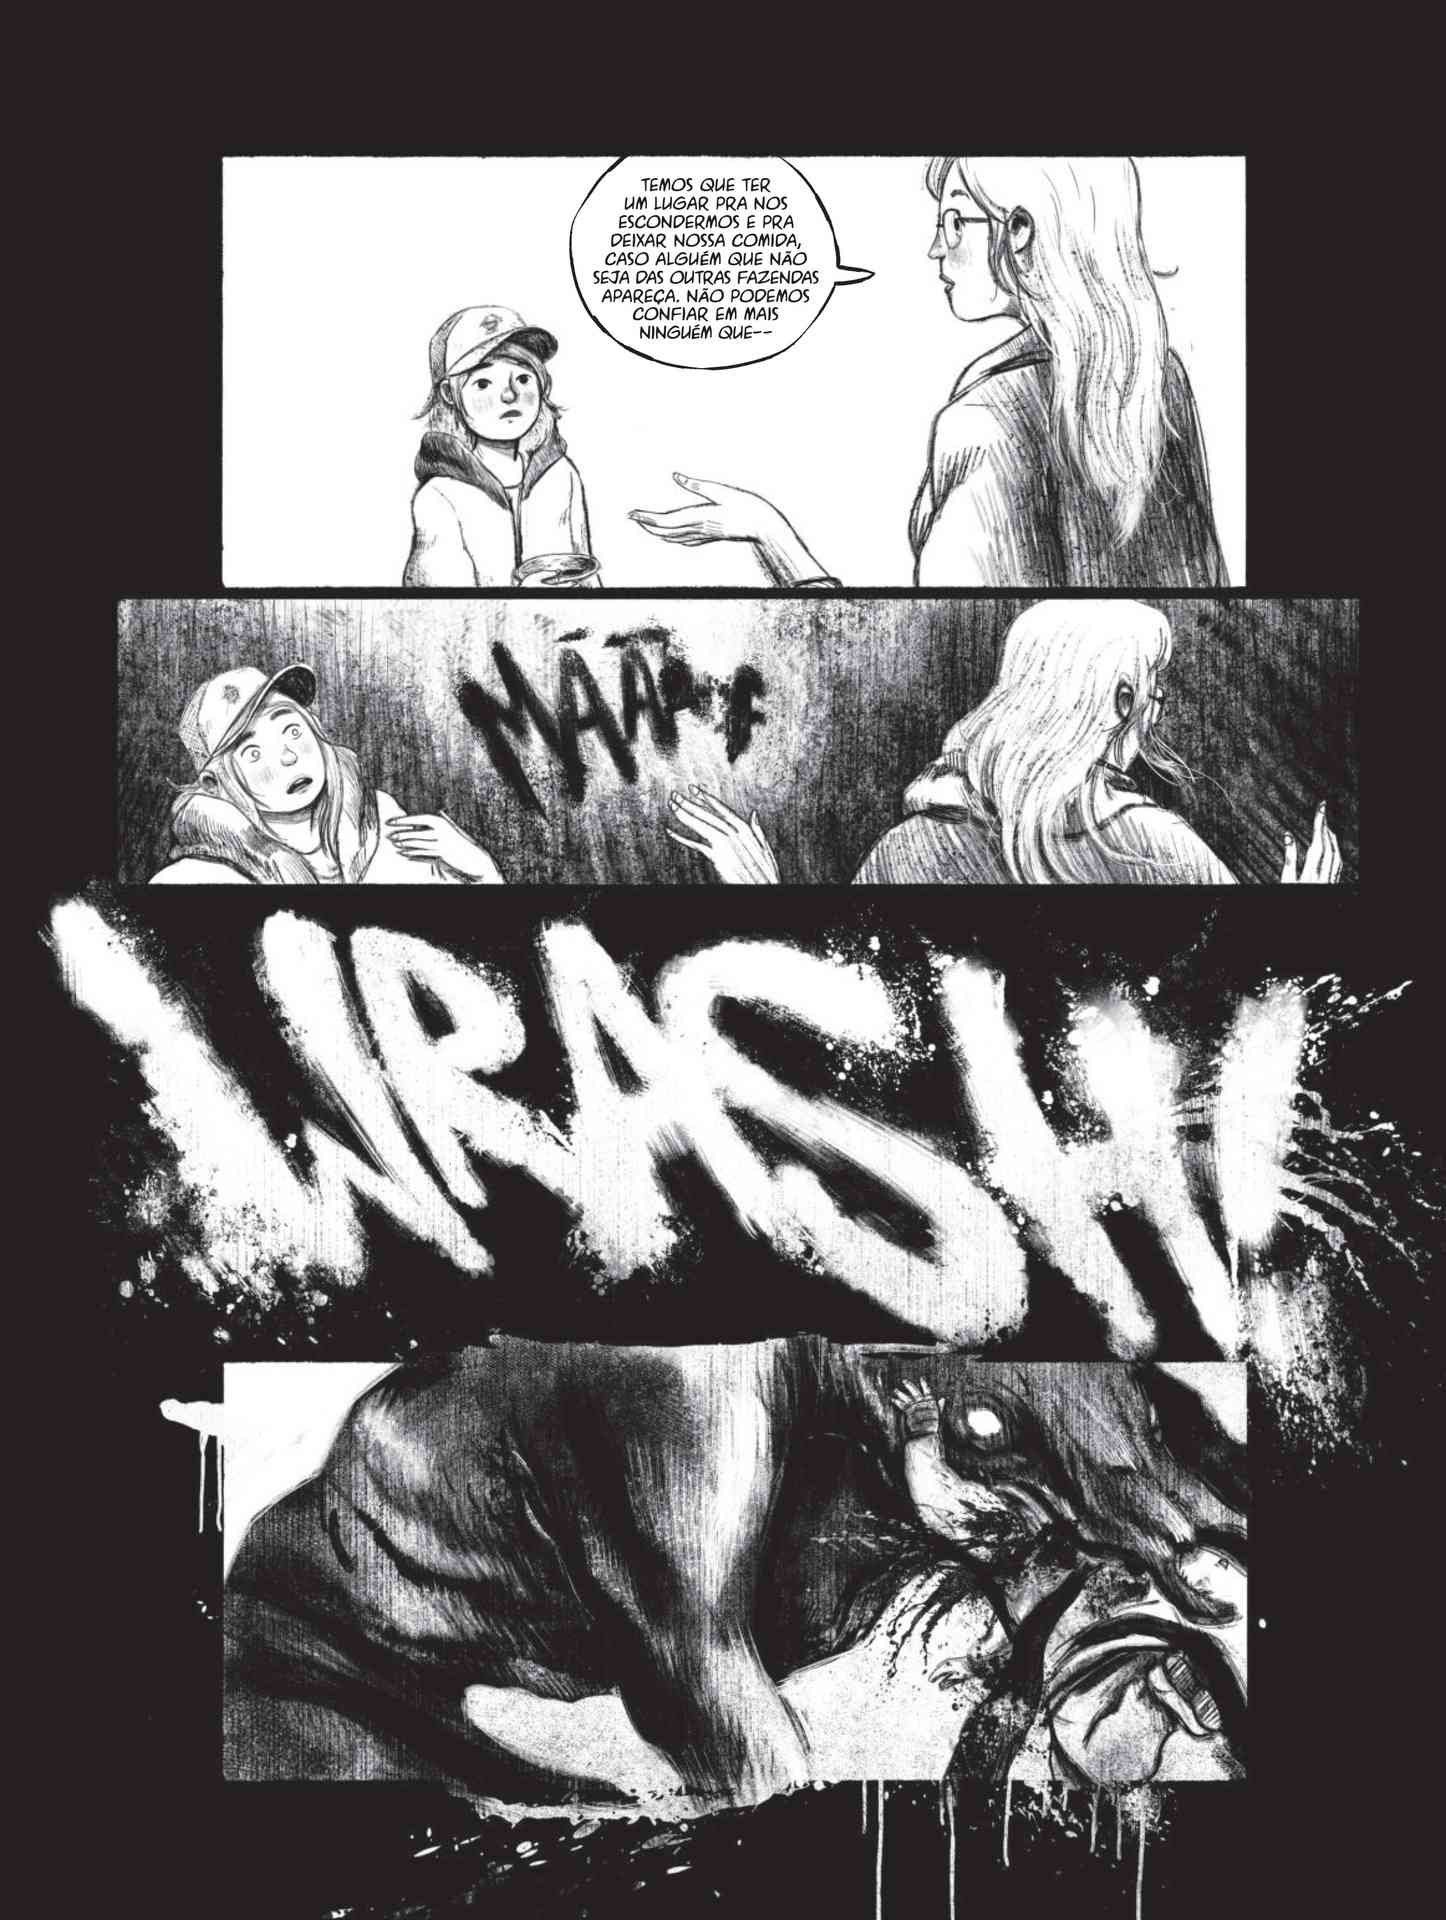 TEMOS QUE TER
UM LUGAR PRA NOS
ESCONDERMOS E PRA
DEIXAR NOSSA COMIDA,
CASO ALGUÉM QUE NÃO
SEJA DAS OUTRAS FAZENDAS
APAREÇA. NÃO PODEMOS
CONFIAR EM MAIS
NINGUÉM QUE--
WRASH!